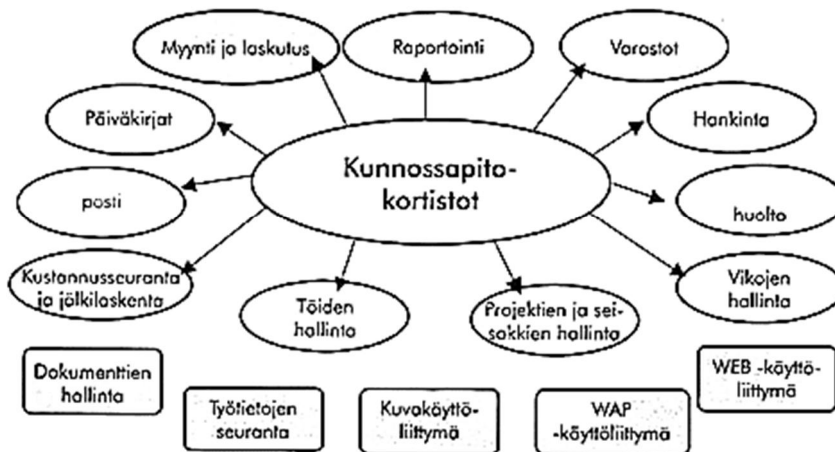 Myynti ja laskutus
Raportointi
Varastot
Päiväkirjat
Hankinta
Kunnossapito-
kortistot
posti
huolto
Kustannusseuranta
ja jälkilaskenta
Töiden
hallinta
Projektien ja sei-
sokkien hallinta
Vikojen
hallinta
Dokumenttien
hallinta
Työtietojen
seuranta
Kuvakäyttö-
liittymä
WAP
-käyttöliittymä
WEB -käyttö-
liittymä